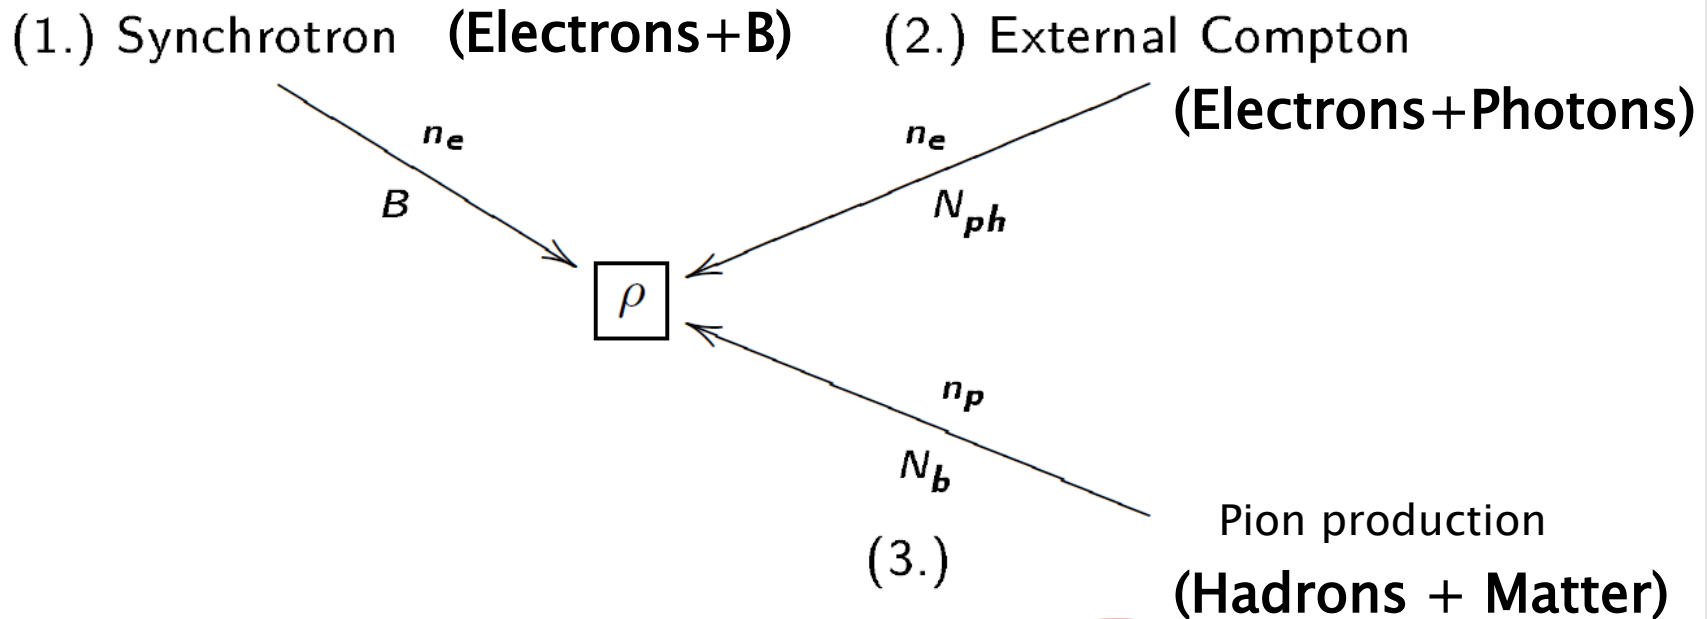 (1.) Synchrotron (Electrons+B)
(2.) External Compton
(Electrons+Photons)
n_e
B
n_e
N_ph
ρ
n_p
N_b
(3.)
Pion production
(Hadrons + Matter)